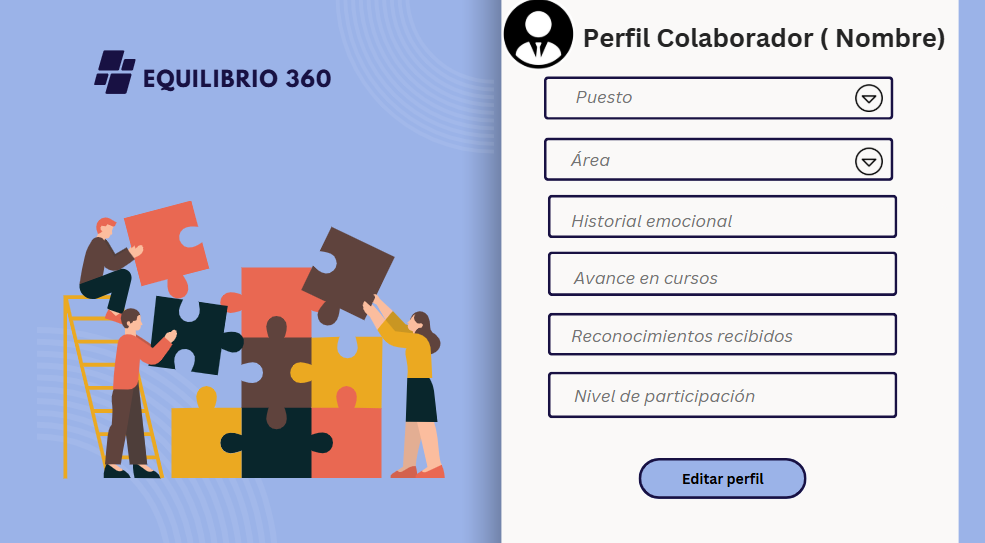 EQUILIBRIO 360
Perfil Colaborador ( Nombre)
Puesto
Área
Historial emocional
Avance en cursos
Reconocimientos recibidos
Nivel de participación
Editar perfil